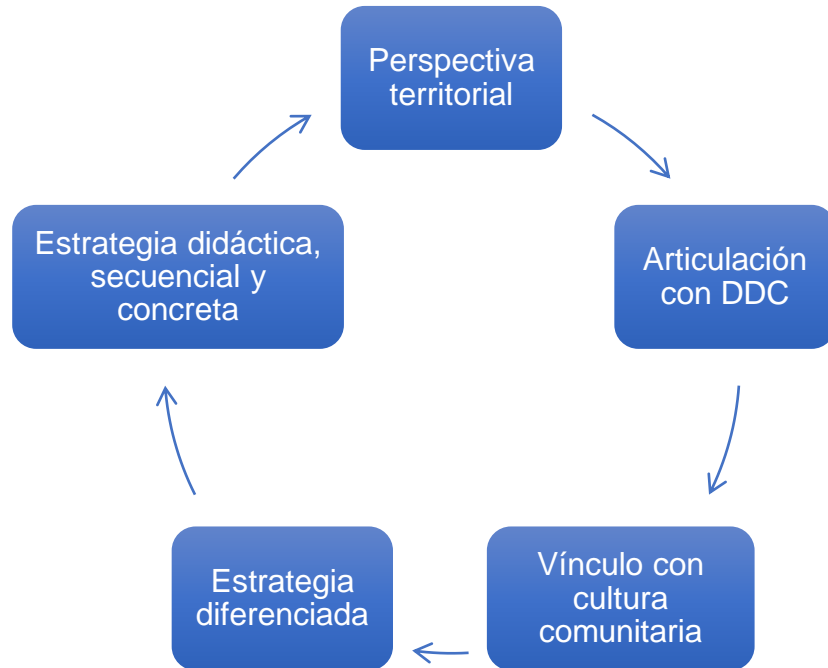 Perspectiva
territorial
Articulación
con DDC
Vínculo con
cultura
comunitaria
Estrategia
diferenciada
Estrategia didáctica,
secuencial y
concreta